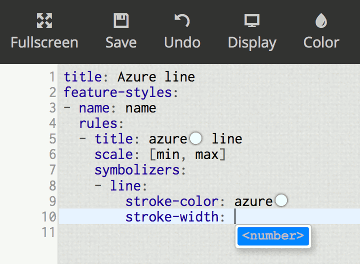 Fullscreen Save Undo Display Color
1 title: Azure line
2 feature-styles:
3 - name: name
4 rules:
5 - title: azure line
6 scale: [min, max]
7 symbolizers:
8 - line:
9 stroke-color: azure
10 stroke-width:
11 <number>